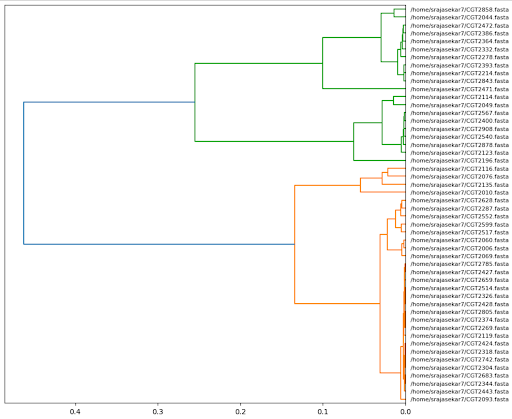 /home/srajasekar7/CGT2858.fasta
/home/srajasekar7/CGT2044.fasta
/home/srajasekar7/CGT2472.fasta
/home/srajasekar7/CGT2386.fasta
/home/srajasekar7/CGT2364.fasta
/home/srajasekar7/CGT2332.fasta
/home/srajasekar7/CGT2278.fasta
/home/srajasekar7/CGT2393.fasta
/home/srajasekar7/CGT2214.fasta
/home/srajasekar7/CGT2843.fasta
/home/srajasekar7/CGT2471.fasta
/home/srajasekar7/CGT2114.fasta
/home/srajasekar7/CGT2049.fasta
/home/srajasekar7/CGT2567.fasta
/home/srajasekar7/CGT2400.fasta
/home/srajasekar7/CGT2908.fasta
/home/srajasekar7/CGT2540.fasta
/home/srajasekar7/CGT2878.fasta
/home/srajasekar7/CGT2123.fasta
/home/srajasekar7/CGT2196.fasta
/home/srajasekar7/CGT2116.fasta
/home/srajasekar7/CGT2076.fasta
/home/srajasekar7/CGT2135.fasta
/home/srajasekar7/CGT2010.fasta
/home/srajasekar7/CGT2628.fasta
/home/srajasekar7/CGT2287.fasta
/home/srajasekar7/CGT2552.fasta
/home/srajasekar7/CGT2599.fasta
/home/srajasekar7/CGT2517.fasta
/home/srajasekar7/CGT2060.fasta
/home/srajasekar7/CGT2006.fasta
/home/srajasekar7/CGT2069.fasta
/home/srajasekar7/CGT2785.fasta
/home/srajasekar7/CGT2427.fasta
/home/srajasekar7/CGT2659.fasta
/home/srajasekar7/CGT2514.fasta
/home/srajasekar7/CGT2326.fasta
/home/srajasekar7/CGT2428.fasta
/home/srajasekar7/CGT2805.fasta
/home/srajasekar7/CGT2374.fasta
/home/srajasekar7/CGT2269.fasta
/home/srajasekar7/CGT2119.fasta
/home/srajasekar7/CGT2424.fasta
/home/srajasekar7/CGT2318.fasta
/home/srajasekar7/CGT2742.fasta
/home/srajasekar7/CGT2304.fasta
/home/srajasekar7/CGT2683.fasta
/home/srajasekar7/CGT2344.fasta
/home/srajasekar7/CGT2443.fasta
/home/srajasekar7/CGT2093.fasta
0.4 0.3 0.2 0.1 0.0